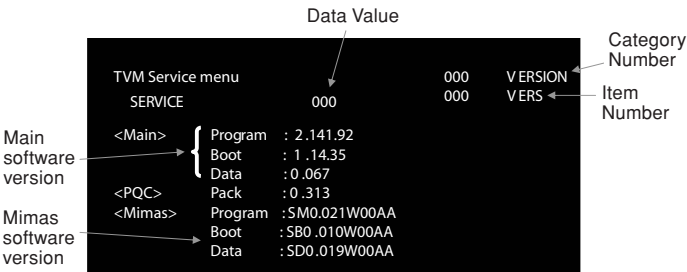 Data Value
Category
Number
TVM Service menu 000 VERSION
SERVICE 000 000 VERS
Item
Number
Main
software
version
<Main> Program : 2.141.92
Boot : 1 .14.35
Data : 0.067
<PQC> Pack : 0.313
<Mimas> Program : SM0.021W00AA
Boot : SB0 .010W00AA
Data : SD0.019W00AA
Mimas
software
version